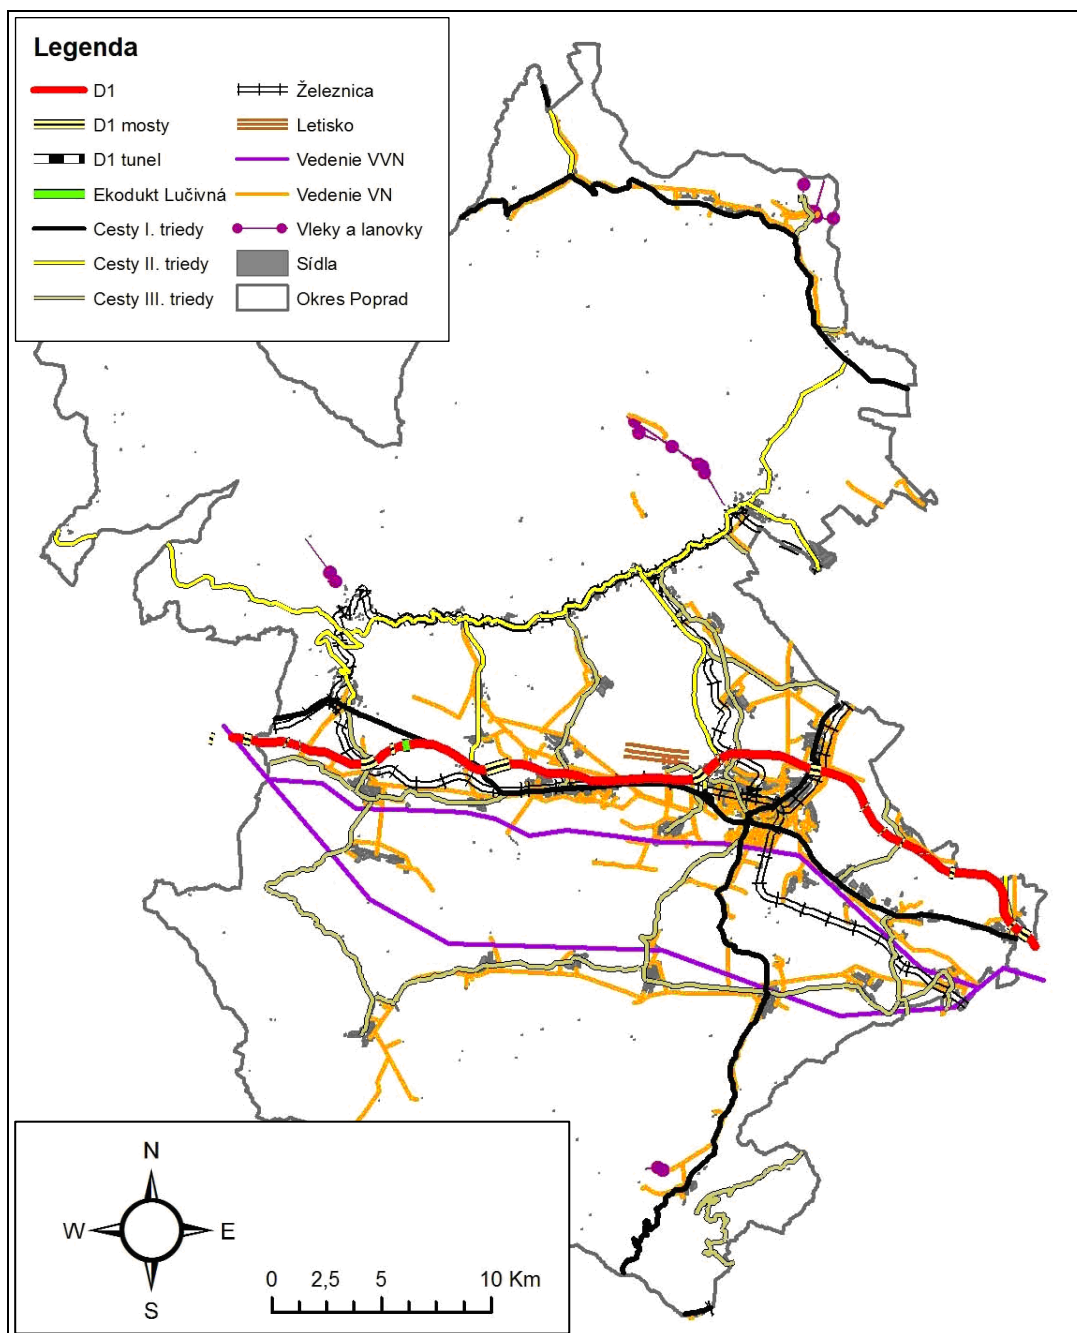 Legenda
D1
D1 mosty
D1 tunel
Ekodukt Lučivná
Cesty I. triedy
Cesty II. triedy
Cesty III. triedy
Železnica
Letisko
Vedenie VVN
Vedenie VN
Vleky a lanovky
Sídla
Okres Poprad
N
W E
S
0 2,5 5 10 Km